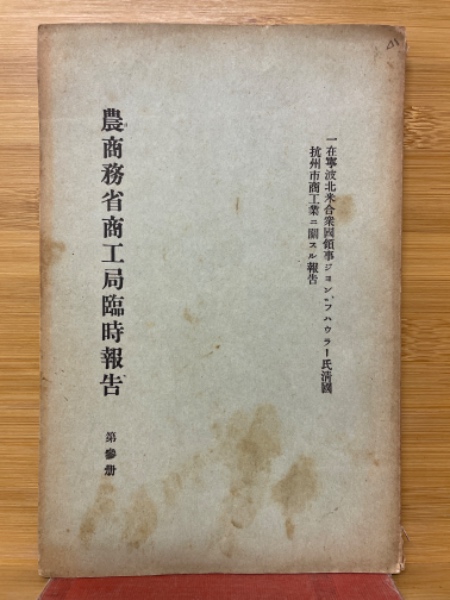 一在寧波北米合衆國領事ジョン、フハウラー氏清國
杭州市商工業ニ關スル報告
農商務省商工局臨時報告
第參册